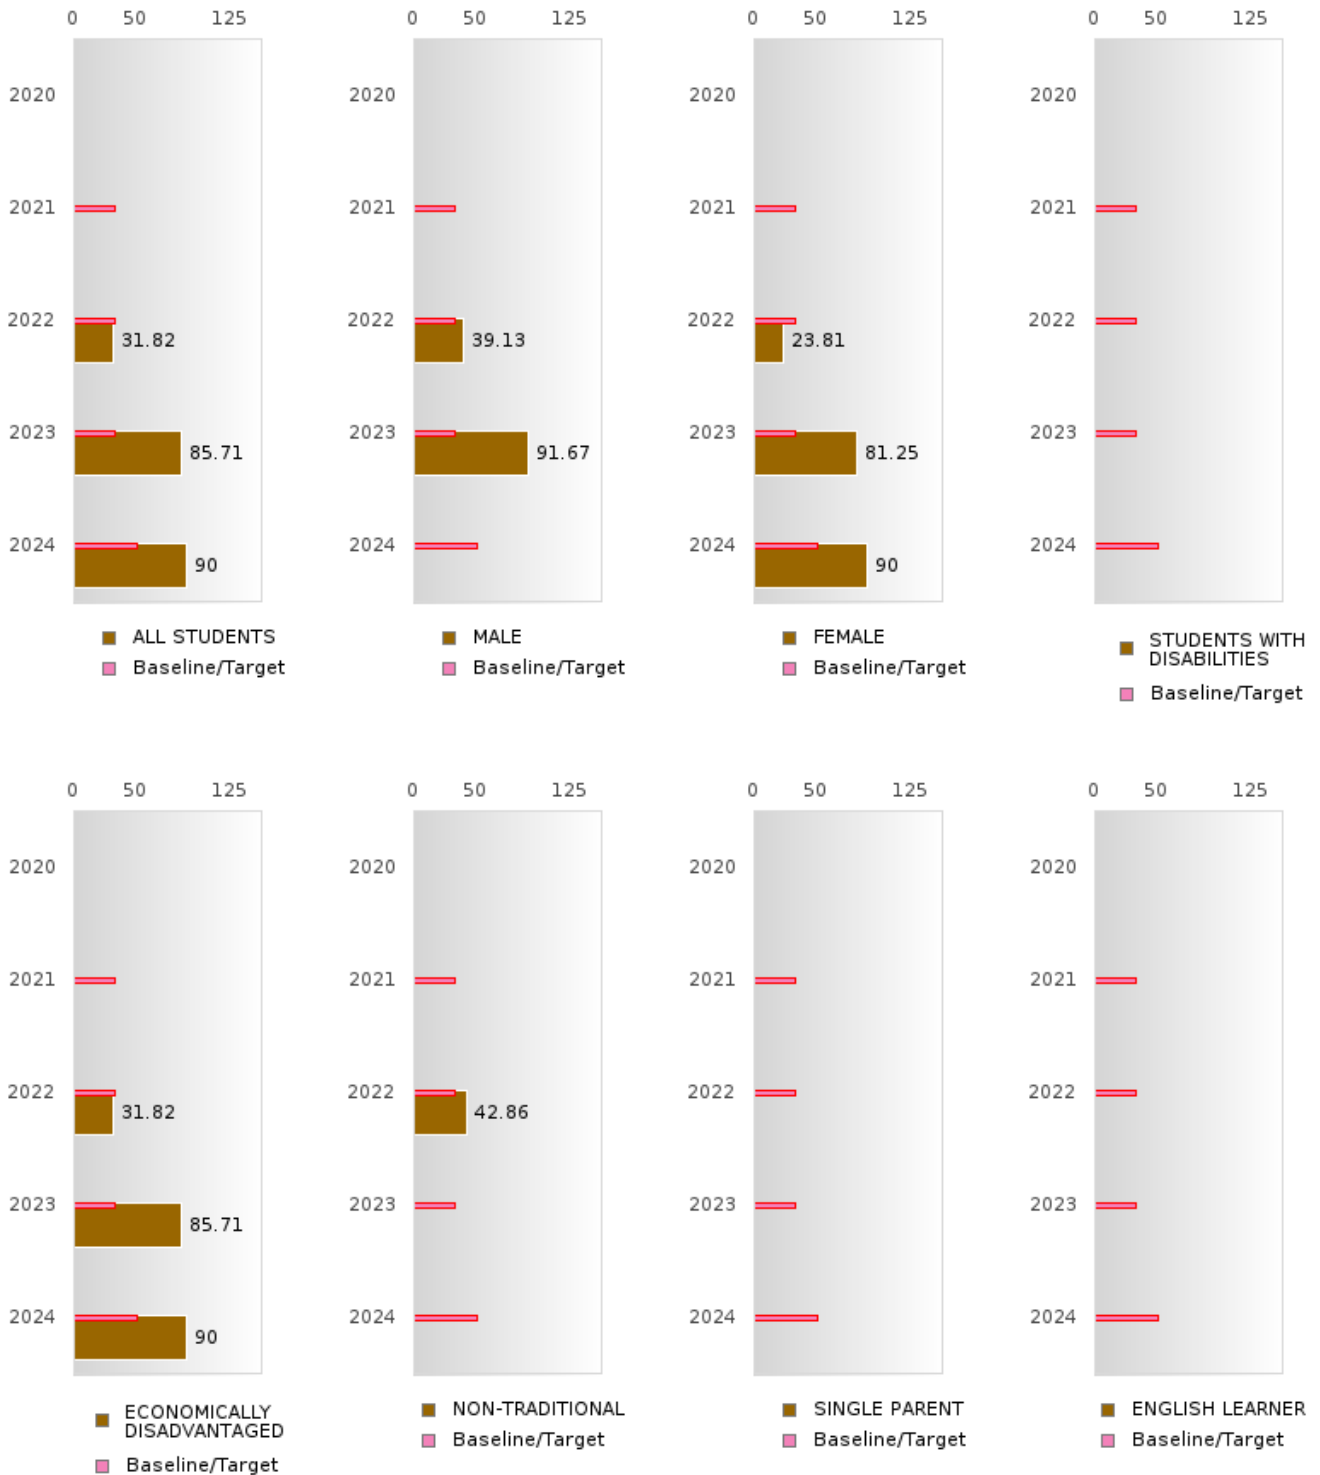 0 50 125
0 50 125
0 50 125
0 50 125
2020
2020
2020
2020
2021
2021
2021
2021
2022
31.82
2022
39.13
2022
23.81
2022
2023
85.71
2023
91.67
2023
81.25
2023
2024
90
2024
2024
90
2024
ALL STUDENTS
Baseline/Target
MALE
Baseline/Target
FEMALE
Baseline/Target
STUDENTS WITH
DISABILITIES
Baseline/Target
0 50 125
0 50 125
0 50 125
0 50 125
2020
2020
2020
2020
2021
2021
2021
2021
2022
31.82
2022
42.86
2022
2022
2023
85.71
2023
2023
2023
2024
90
2024
2024
2024
ECONOMICALLY
DISADVANTAGED
Baseline/Target
NON-TRADITIONAL
Baseline/Target
SINGLE PARENT
Baseline/Target
ENGLISH LEARNER
Baseline/Target